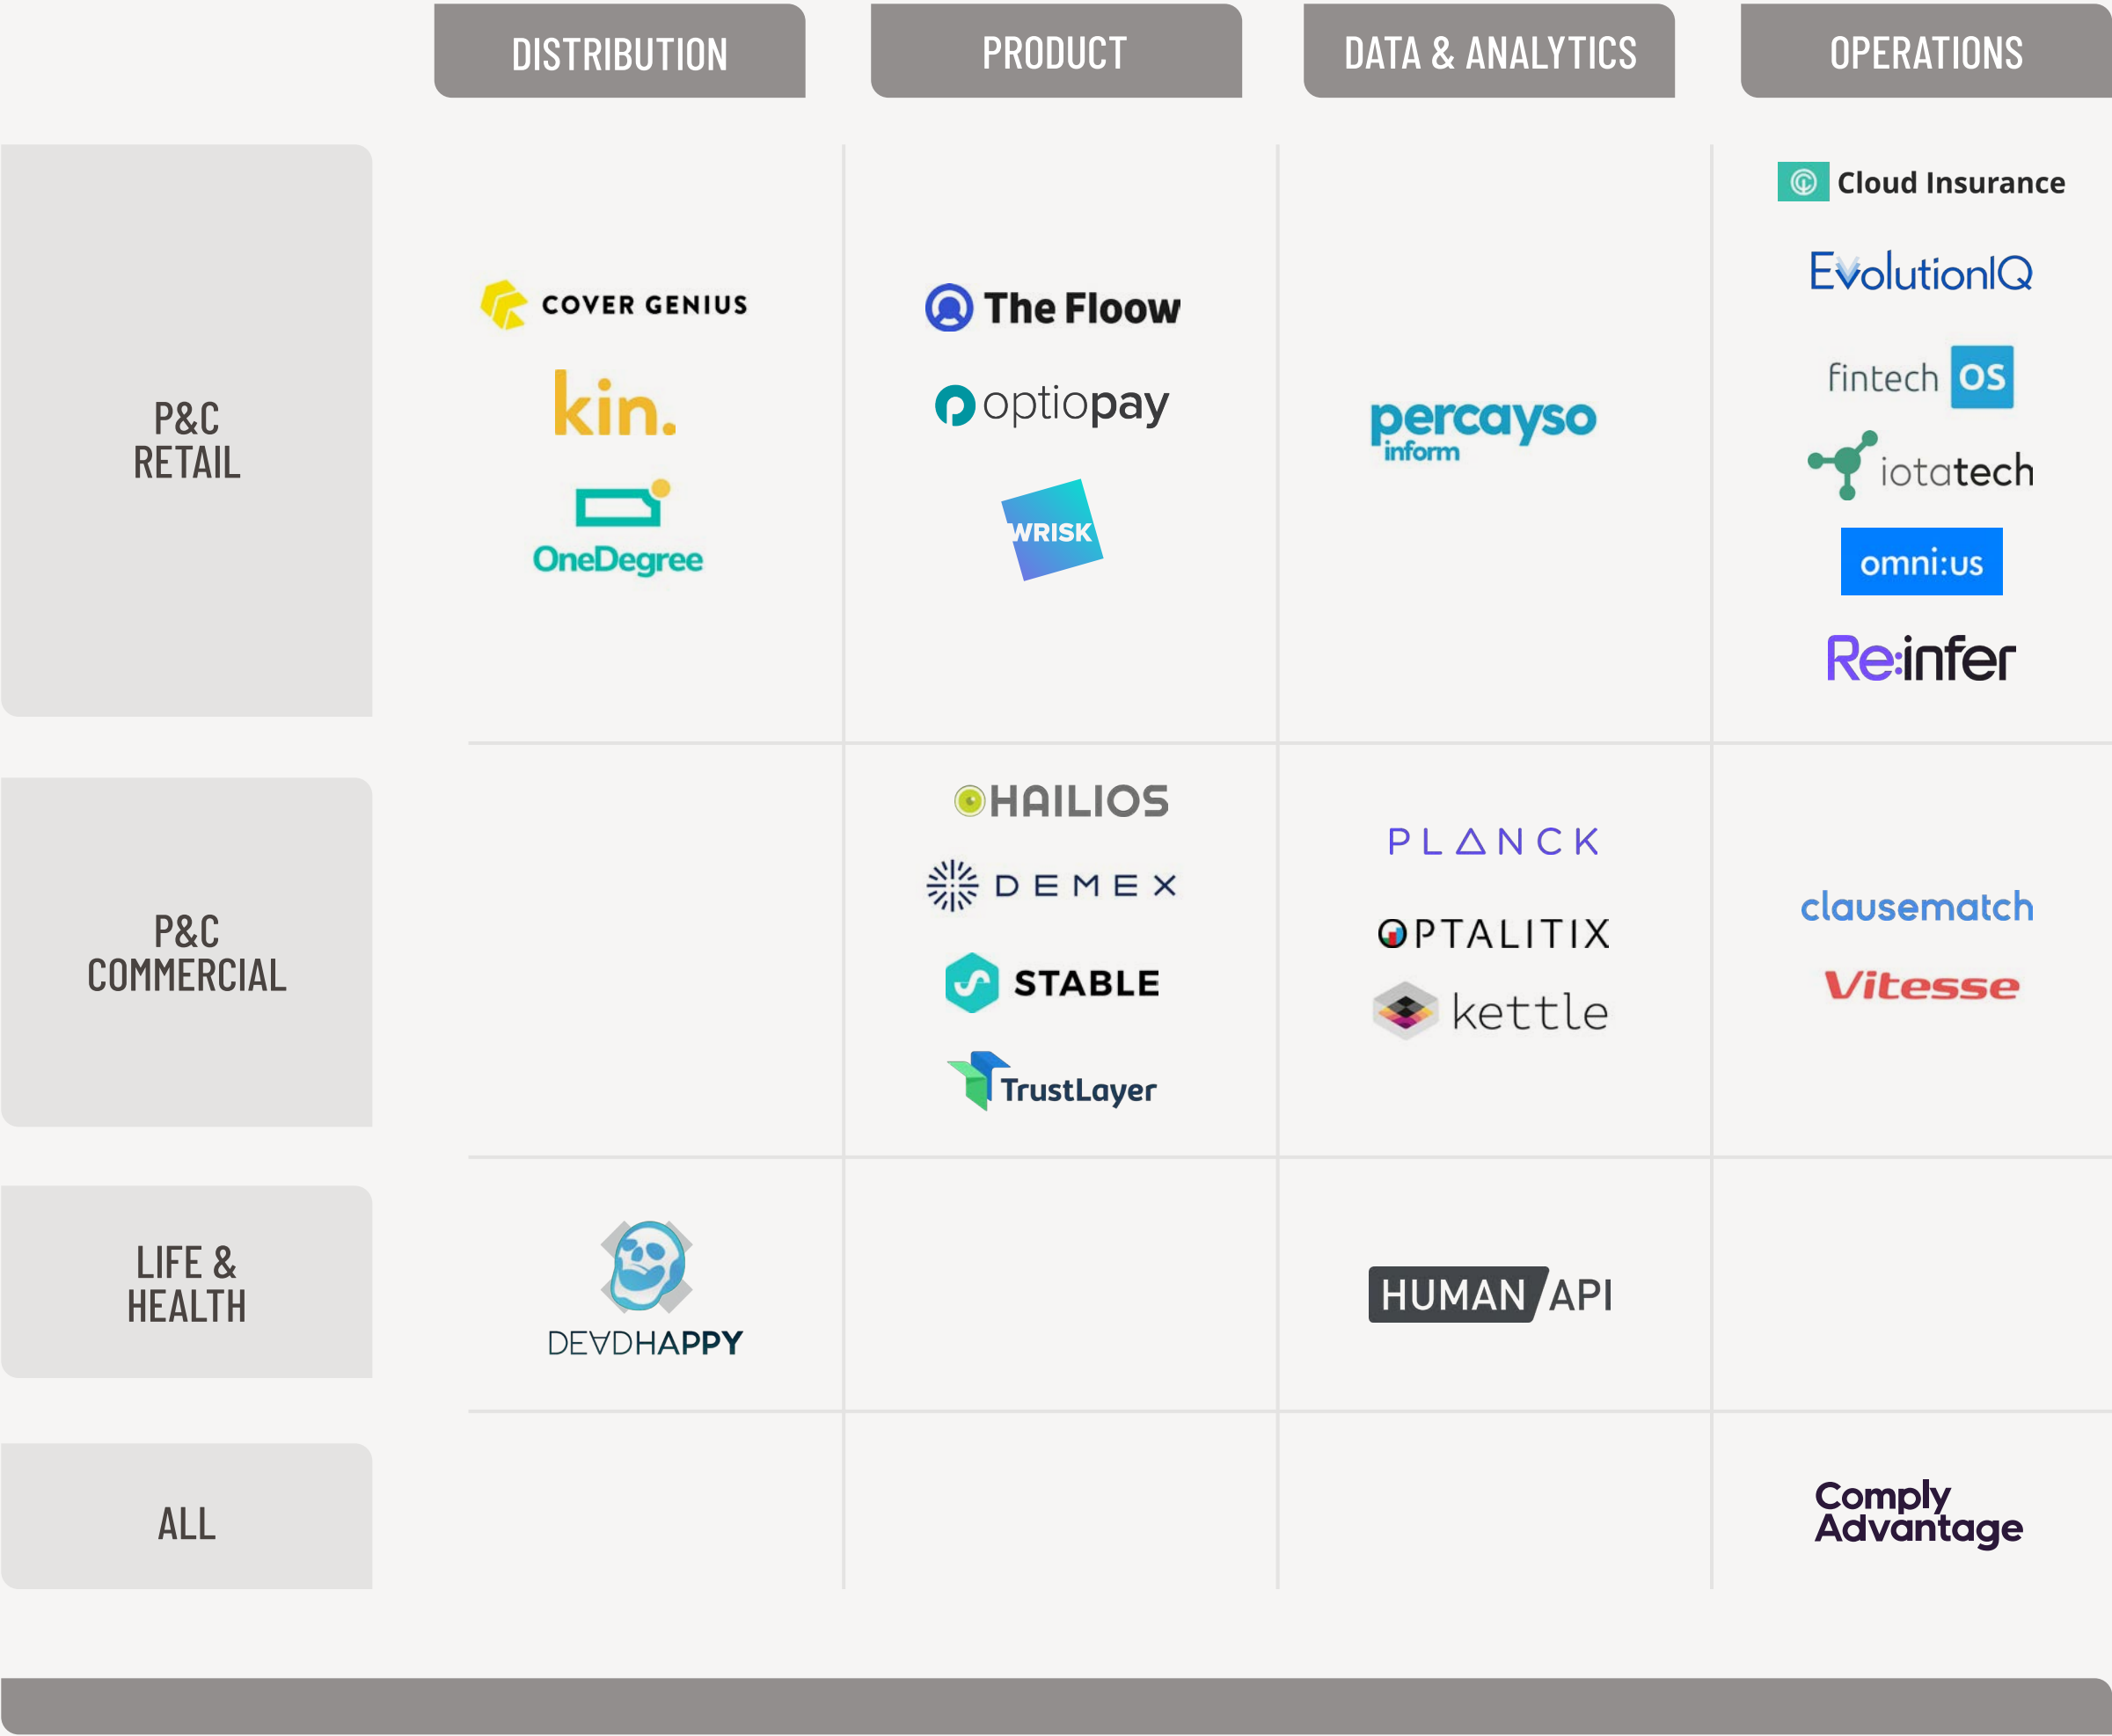 DISTRIBUTION
PRODUCT
DATA & ANALYTICS
OPERATIONS
P&C
RETAIL
COVER GENIUS
kin.
OneDegree
The Floow
optiopay
WRISK
percayso
inform
Cloud Insurance
EvolutionIQ
fintech OS
iotatech
omni:us
Re:infer
P&C
COMMERCIAL
HAILIOS
DEMEX
STABLE
TrustLayer
PLANCK
OPTALITIX
kettle
clausematch
Vitesse
LIFE &
HEALTH
DEADHAPPY
HUMAN/API
ALL
Comply
Advantage